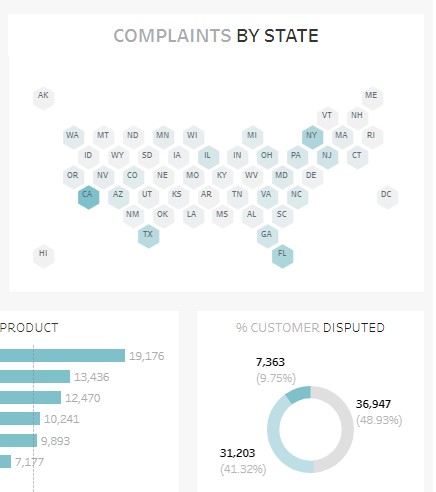 COMPLAINTS BY STATE
AK ME
VT NH
WA MT ND MN WI MI NY MA RI
ID WY SD IA IL IN OH PA NJ CT
OR NV CO NE MO KY WV MD DE
CA AZ UT KS AR TN VA NC DC
NM OK LA MS AL SC
TX GA
HI FL
PRODUCT
19,176
13,436
12,470
10,241
9,893
7,177
% CUSTOMER DISPUTED
7,363
(9.75%)
36,947
(48.93%)
31,203
(41.32%)